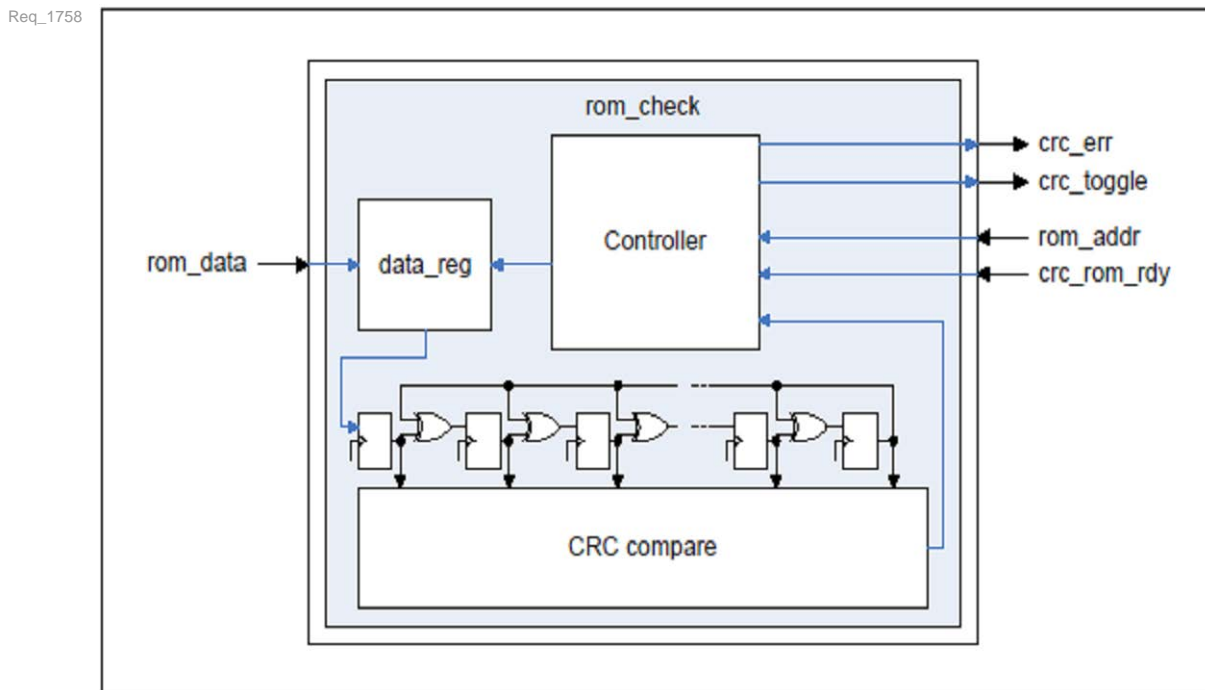 Req_1758
rom_check
crc_err
crc_toggle
Controller
rom_addr
rom_data
data_reg
crc_rom_rdy
CRC compare